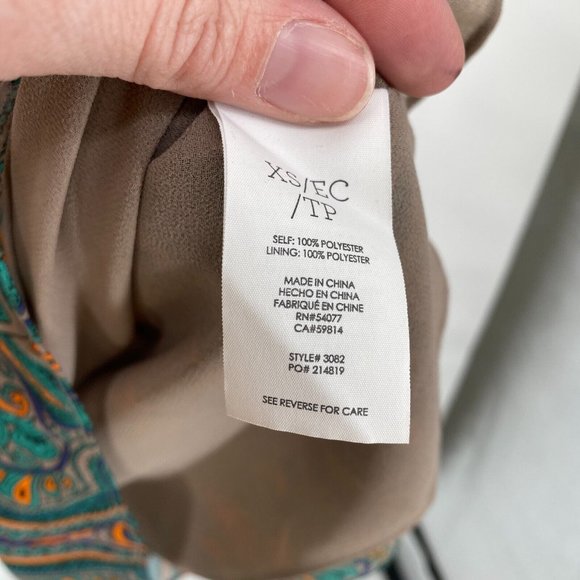 XS/EC
/TP
SELF: 100% POLYESTER
LINING: 100% POLYESTER
MADE IN CHINA
HECHO EN CHINA
FABRIQUÉ EN CHINE
RN#54077
CA#59814
STYLE# 3082
PO# 214819
SEE REVERSE FOR CARE